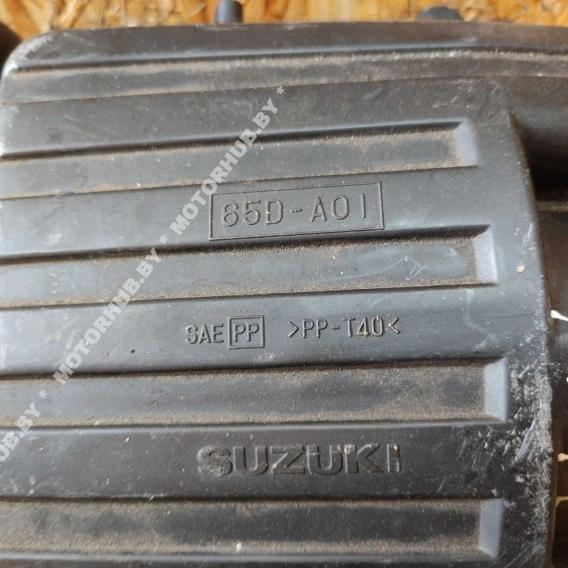 65D-A01
SAE PP >PP-T40<
SUZUKI
MOTORHUB.BY * MOTORHUB.BY * MOTORHUB.BY *